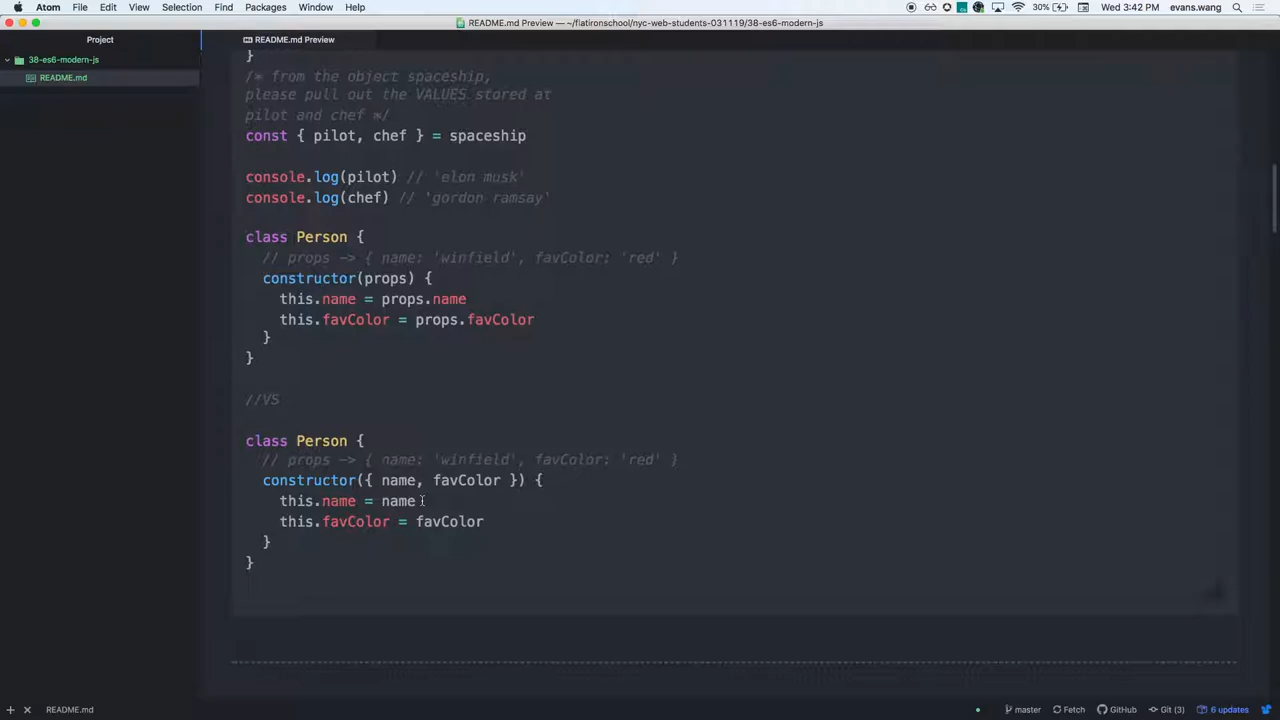 Atom File Edit View Selection Find Packages Window Help 30% Wed 3:42 PM evans.wang
README.md Preview — ~/flatironschool/nyc-web-students-031119/38-es6-modern-js
Project README.md Preview
38-es6-modern-js
README.md
}
/* from the object spaceship,
please pull out the VALUES stored at
pilot and chef */
const { pilot, chef } = spaceship
console.log(pilot) // 'elon musk'
console.log(chef) // 'gordon ramsay'
class Person {
// props -> { name: 'winfield', favColor: 'red' }
constructor(props) {
this.name = props.name
this.favColor = props.favColor
}
}
//VS
class Person {
// props -> { name: 'winfield', favColor: 'red' }
constructor({ name, favColor }) {
this.name = name
this.favColor = favColor
}
}
README.md master Fetch GitHub Git (3) 6 updates